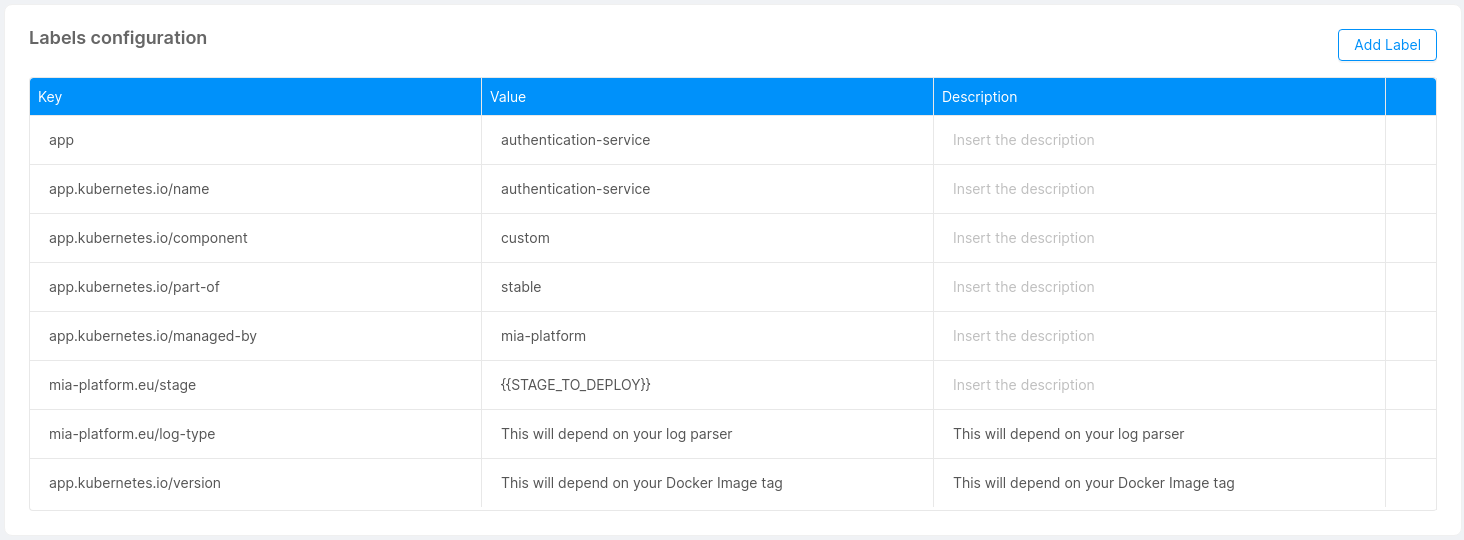 Labels configuration
Add Label
Key Value Description
app authentication-service Insert the description
app.kubernetes.io/name authentication-service Insert the description
app.kubernetes.io/component custom Insert the description
app.kubernetes.io/part-of stable Insert the description
app.kubernetes.io/managed-by mia-platform Insert the description
mia-platform.eu/stage {{STAGE_TO_DEPLOY}} Insert the description
mia-platform.eu/log-type This will depend on your log parser This will depend on your log parser
app.kubernetes.io/version This will depend on your Docker Image tag This will depend on your Docker Image tag